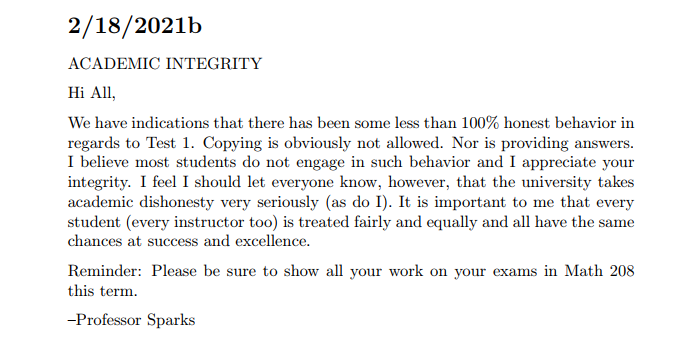 2/18/2021b
ACADEMIC INTEGRITY
Hi All,
We have indications that there has been some less than 100% honest behavior in
regards to Test 1. Copying is obviously not allowed. Nor is providing answers.
I believe most students do not engage in such behavior and I appreciate your
integrity. I feel I should let everyone know, however, that the university takes
academic dishonesty very seriously (as do I). It is important to me that every
student (every instructor too) is treated fairly and equally and all have the same
chances at success and excellence.
Reminder: Please be sure to show all your work on your exams in Math 208
this term.
–Professor Sparks